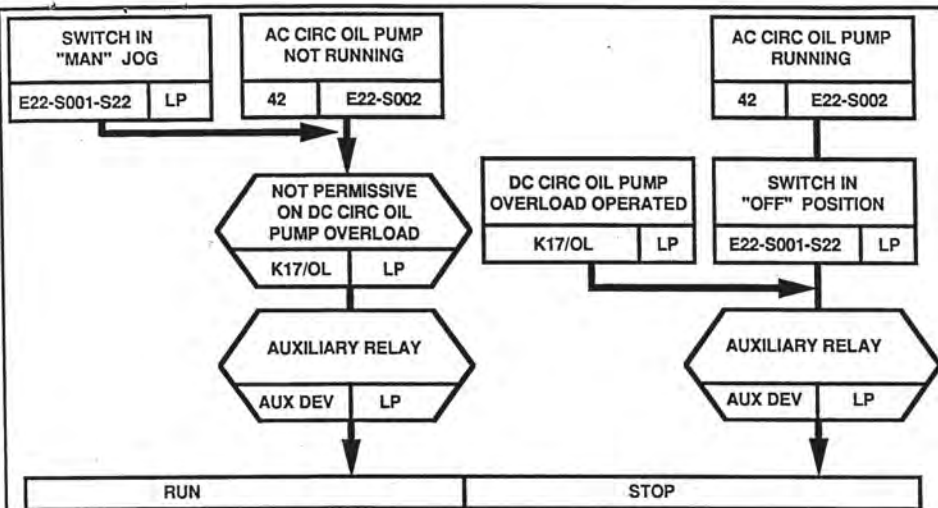 SWITCH IN
"MAN" JOG
E22-S001-S22 LP
AC CIRC OIL PUMP
NOT RUNNING
42 E22-S002
AC CIRC OIL PUMP
RUNNING
42 E22-S002
NOT PERMISSIVE
ON DC CIRC OIL
PUMP OVERLOAD
K17/OL LP
DC CIRC OIL PUMP
OVERLOAD OPERATED
K17/OL LP
SWITCH IN
"OFF" POSITION
E22-S001-S22 LP
AUXILIARY RELAY
AUX DEV LP
AUXILIARY RELAY
AUX DEV LP
RUN STOP